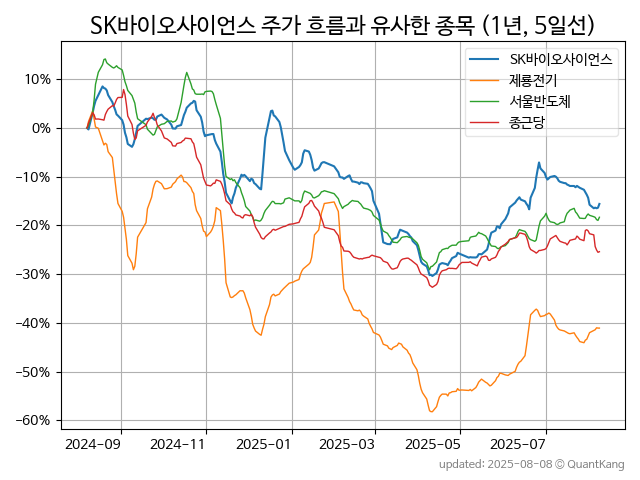 SK바이오사이언스 주가 흐름과 유사한 종목 (1년, 5일선)
SK바이오사이언스
제룡전기
서울반도체
종근당
10%
0%
−10%
−20%
−30%
−40%
−50%
−60%
2024-09 2024-11 2025-01 2025-03 2025-05 2025-07
updated: 2025-08-08 © QuantKang